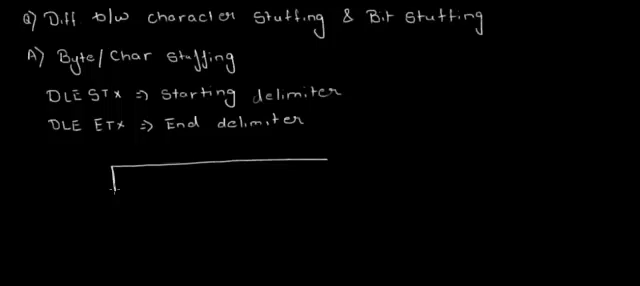 Q) Diff b/w character stuffing & Bit stuffing
A) Byte/Char stuffing
DLE STX => Starting delimiter
DLE ETX => End delimiter